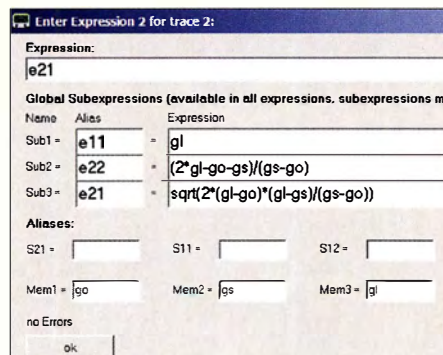 Enter Expression 2 for trace 2:
Expression:
e21
Global Subexpressions (available in all expressions, subexpressions m
Name Alias Expression
Sub1 = e11 = gl
Sub2 = e22 = (2*gl-go-gs)/(gs-go)
Sub3 = e21 = sqrt(2*(gl-go)*(gl-gs)/(gs-go))
Aliases:
S21 = S11 = S12 =
Mem1 = go Mem2 = gs Mem3 = gl
no Errors
ok